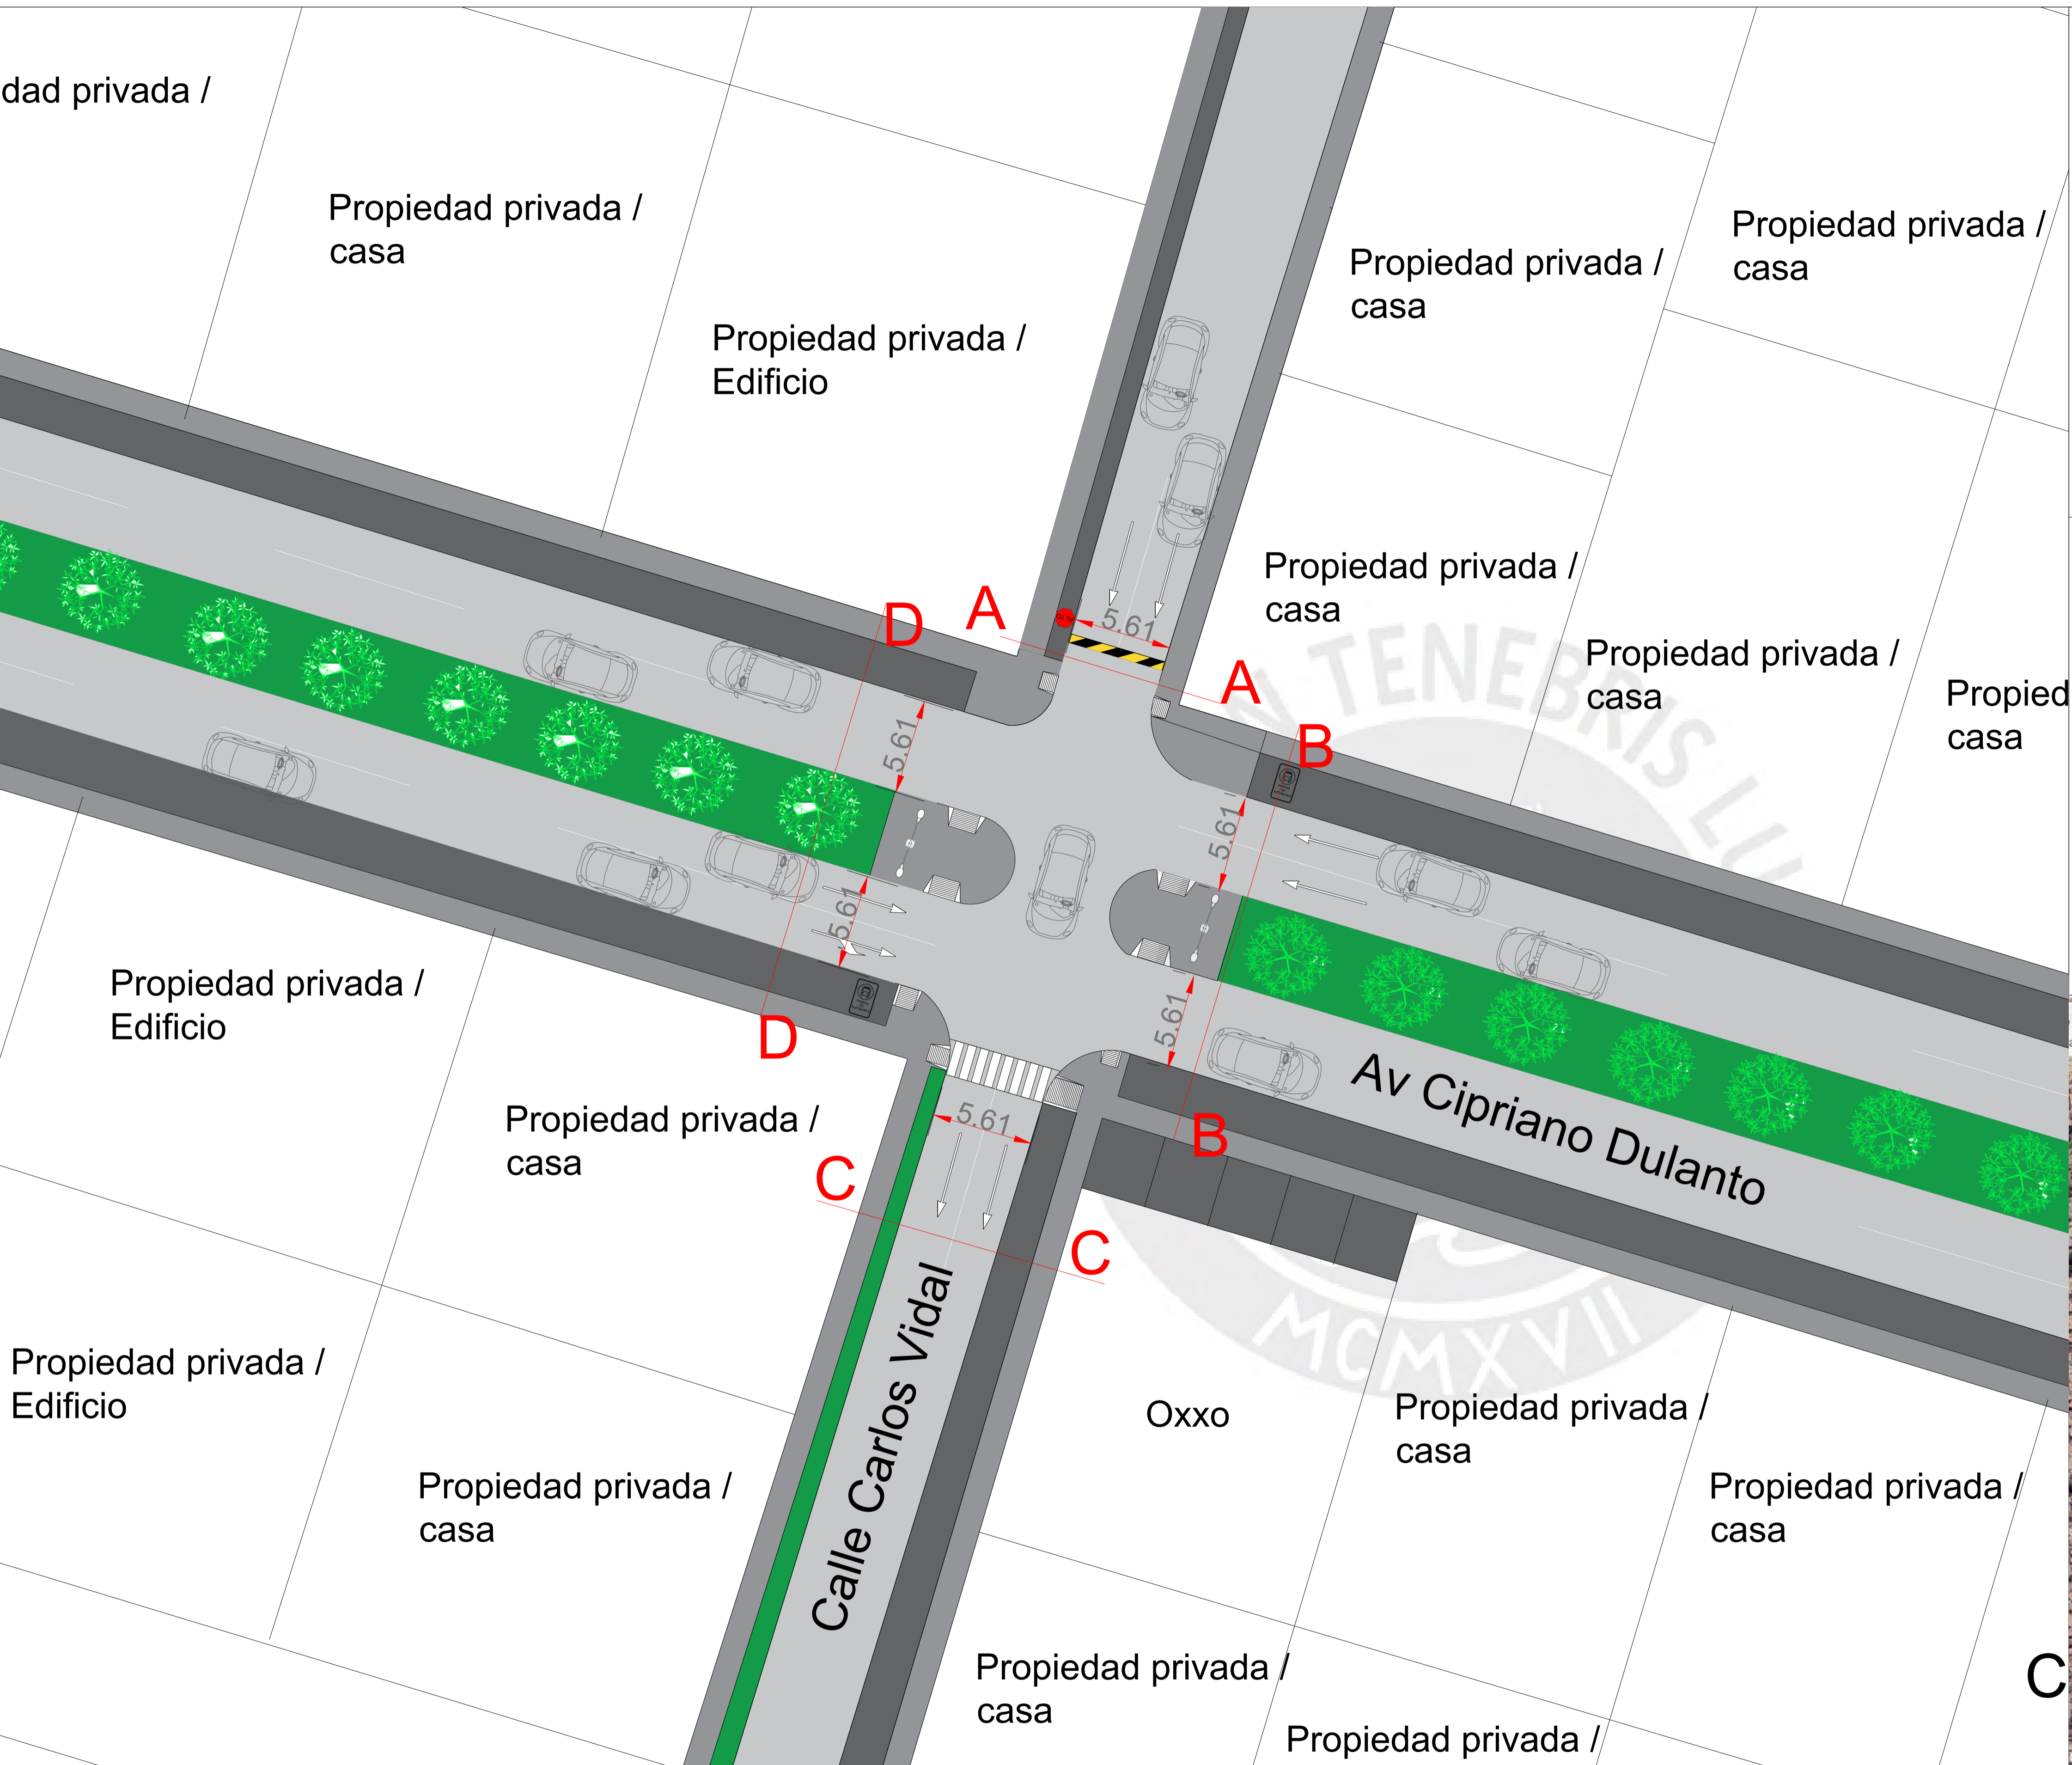 dad privada /
Propiedad privada /
casa
Propiedad privada /
Edificio
Propiedad privada /
casa
Propiedad privada /
casa
Propiedad privada /
casa
Propiedad privada /
casa
Propied
casa
D
A
5.61
A
B
5.61
5.61
5.61
5.61
D
B
TENEBRIS LU
Av Cipriano Dulanto
Propiedad privada /
Edificio
Propiedad privada /
casa
5.61
C
C
Calle Carlos Vidal
MCMXVII
Propiedad privada /
Edificio
Oxxo
Propiedad privada /
casa
Propiedad privada /
casa
Propiedad privada /
casa
Propiedad privada /
casa
Propiedad privada /
C